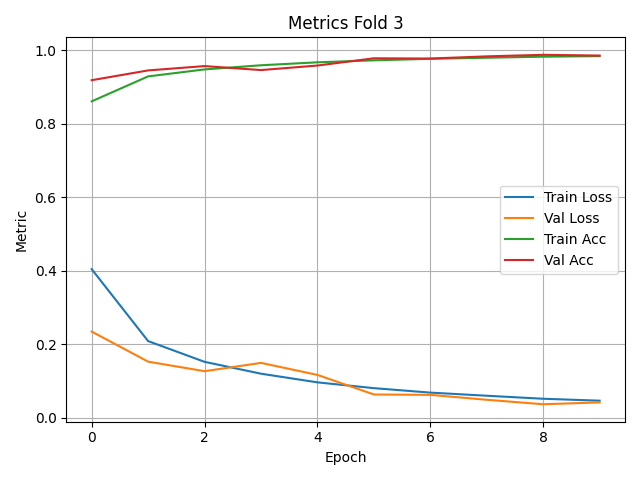 Metrics Fold 3
Metric
1.0
0.8
0.6
0.4
0.2
0.0
Train Loss
Val Loss
Train Acc
Val Acc
0 2 4 6 8
Epoch